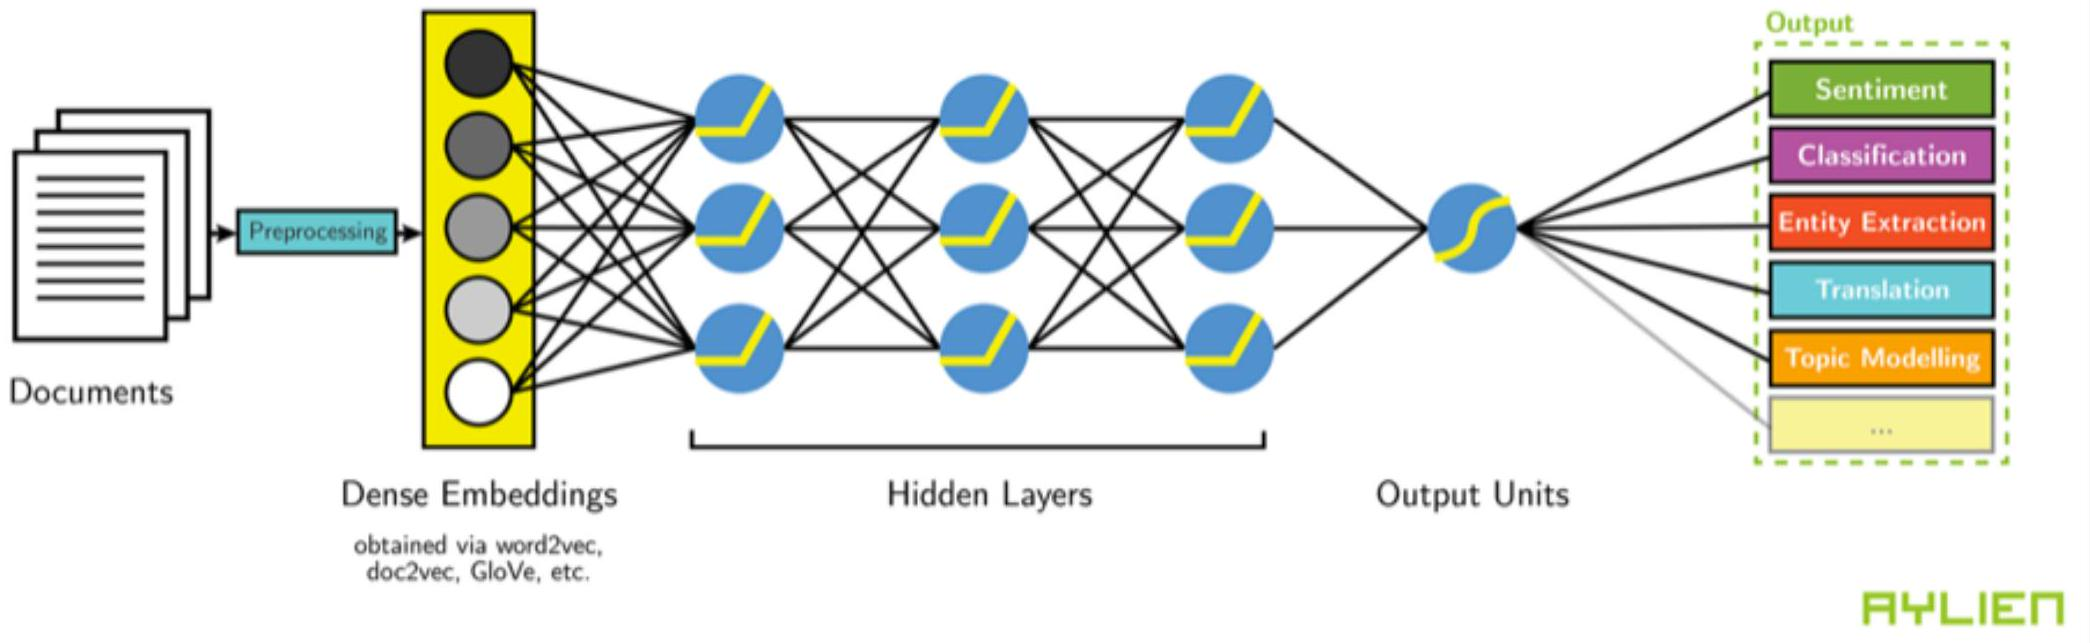 Documents
Preprocessing
Dense Embeddings
obtained via word2vec,
doc2vec, GloVe, etc.
Hidden Layers
Output Units
Output
Sentiment
Classification
Entity Extraction
Translation
Topic Modelling
...
AYLIEN